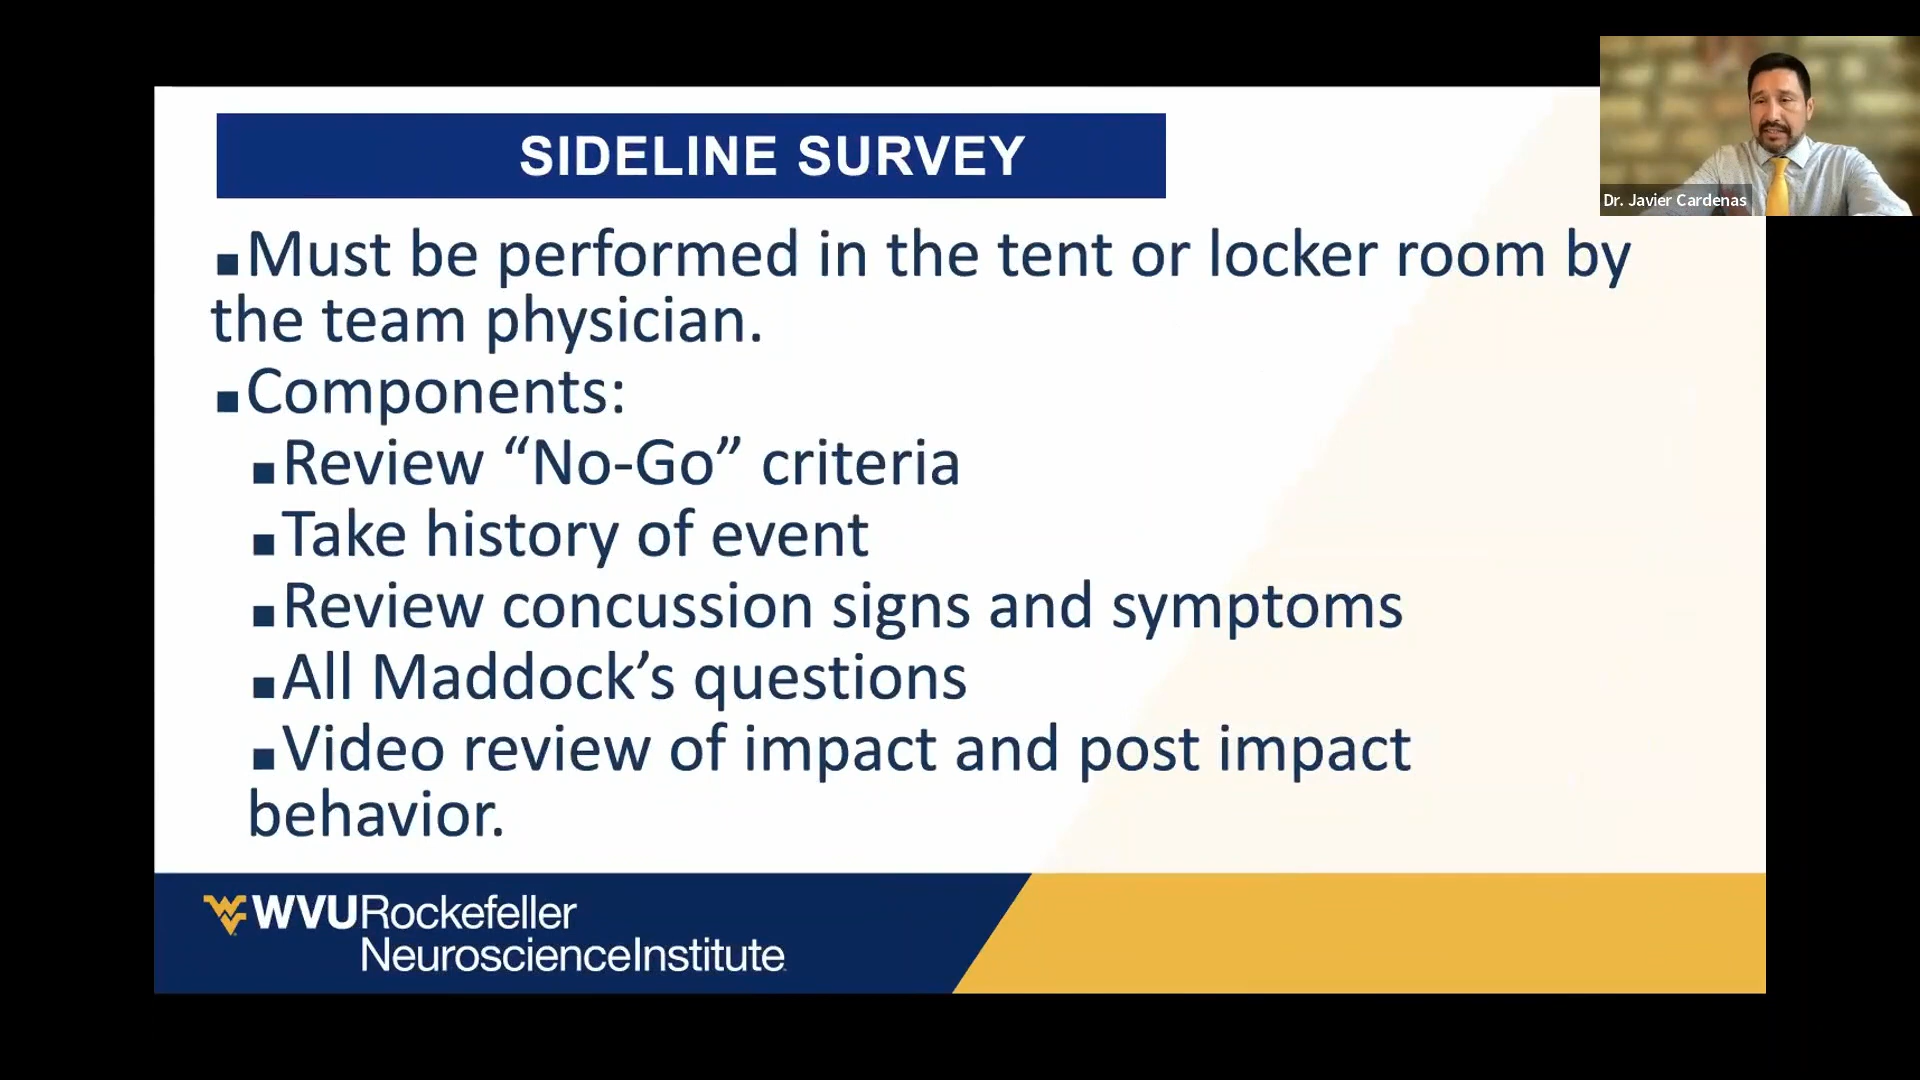 SIDELINE SURVEY
Dr. Javier Cardenas
▪Must be performed in the tent or locker room by
the team physician.
▪Components:
▪Review “No-Go” criteria
▪Take history of event
▪Review concussion signs and symptoms
▪All Maddock’s questions
▪Video review of impact and post impact
behavior.
WVURockefeller
NeuroscienceInstitute